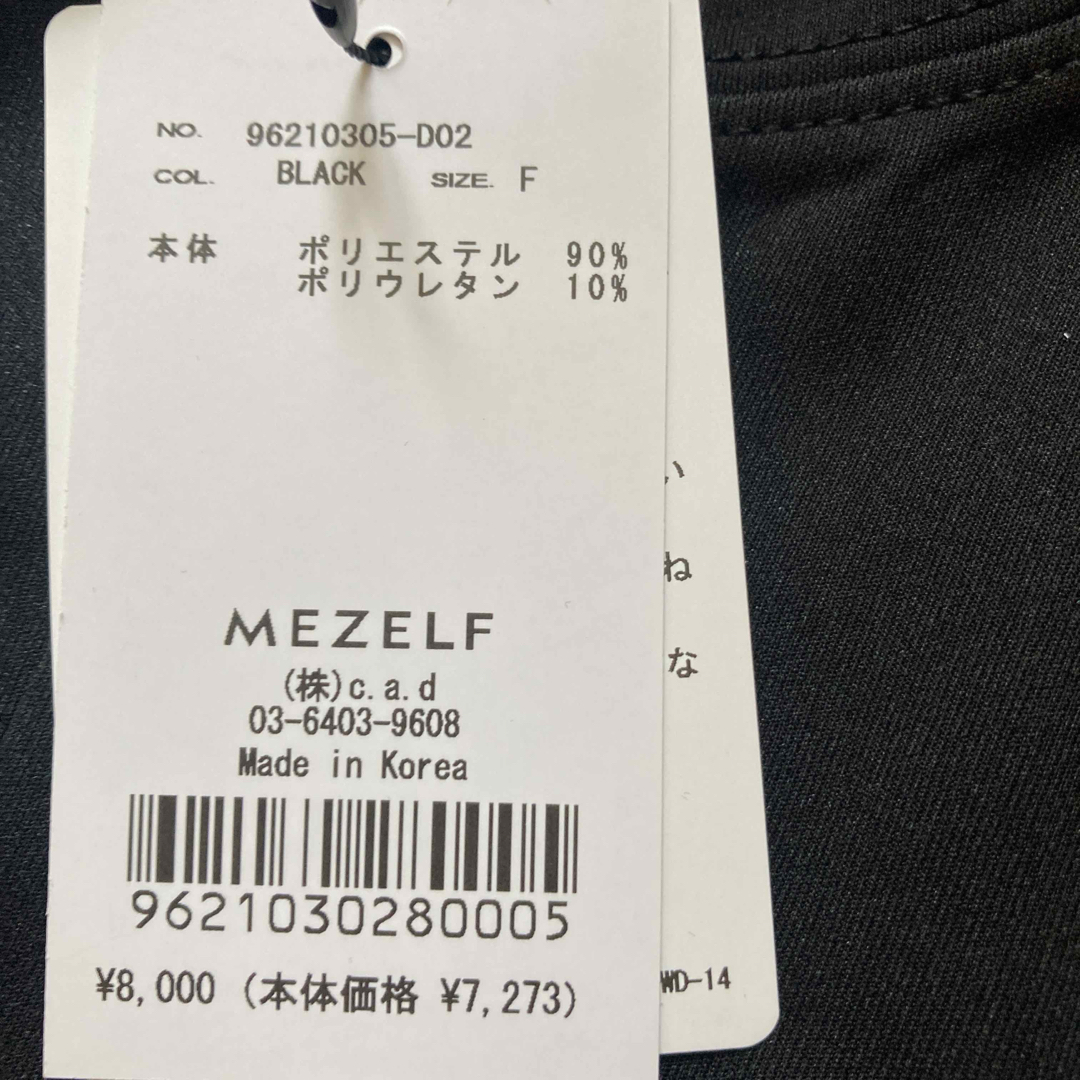 NO. 96210305-D02
COL. BLACK SIZE. F
本体 ポリエステル 90%
ポリウレタン 10%
MEZELF
(株)c.a.d
03-6403-9608
Made in Korea
9621030280005
¥8,000 (本体価格 ¥7,273)
い
ね
な
WD-14